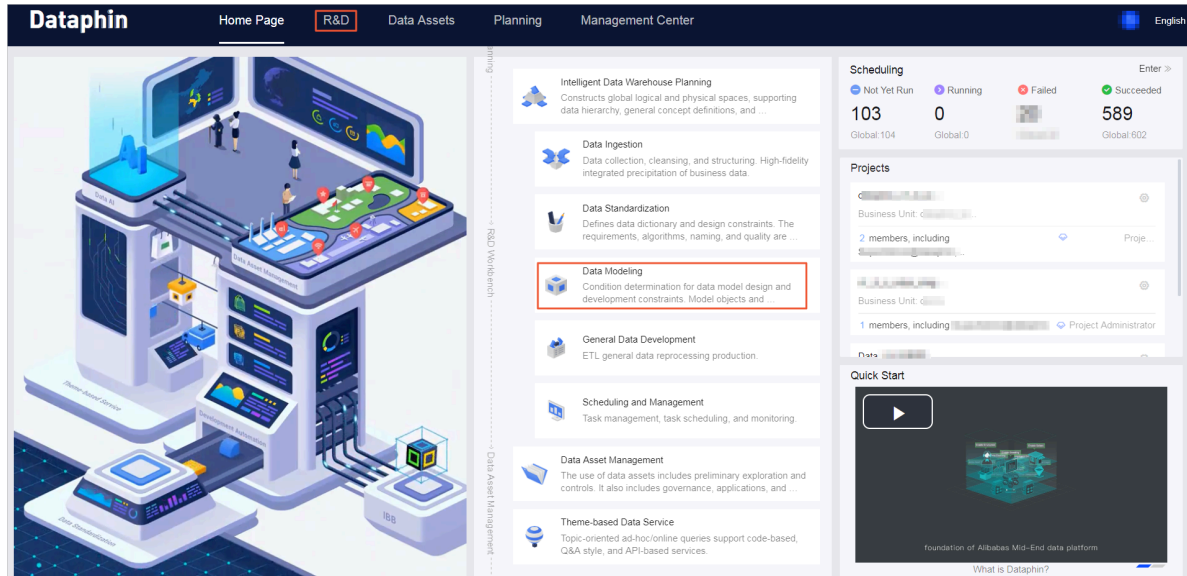 Dataphin
Home Page
R&D
Data Assets
Planning
Management Center
English
Data AI
Data Asset Management
Theme-based Service
Development Automation
Data Standardization
IBB
R&D Workbench
Data Asset Management
Intelligent Data Warehouse Planning
Constructs global logical and physical spaces, supporting
data hierarchy, general concept definitions, and ...
Data Ingestion
Data collection, cleansing, and structuring. High-fidelity
integrated precipitation of business data.
Data Standardization
Defines data dictionary and design constraints. The
requirements, algorithms, naming, and quality are ...
Data Modeling
Condition determination for data model design and
development constraints. Model objects and ...
General Data Development
ETL general data reprocessing production.
Scheduling and Management
Task management, task scheduling, and monitoring.
Data Asset Management
The use of data assets includes preliminary exploration and
controls. It also includes governance, applications, and ...
Theme-based Data Service
Topic-oriented ad-hoc/online queries support code-based,
Q&A style, and API-based services.
Scheduling
Enter »
Not Yet Run
Running
Failed
Succeeded
103
0
589
Global:104
Global:0
Global:602
Projects
Business Unit:
2 members, including
Proje...
Business Unit:
1 members, including
Project Administrator
Data
Quick Start
foundation of Alibabas Mid-End data platform
What is Dataphin?